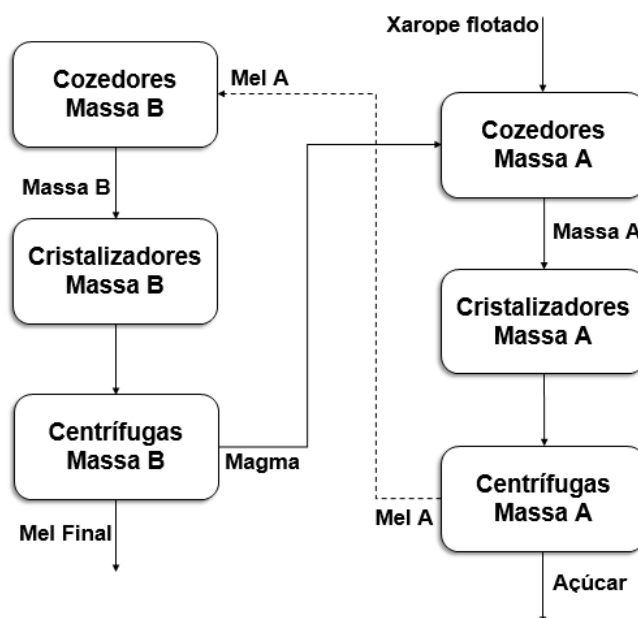 Xarope flotado
Cozedores
Massa B
Mel A
Cozedores
Massa A
Massa B
Massa A
Cristalizadores
Massa B
Cristalizadores
Massa A
Centrífugas
Massa B
Magma
Mel A
Centrífugas
Massa A
Mel Final
Açúcar